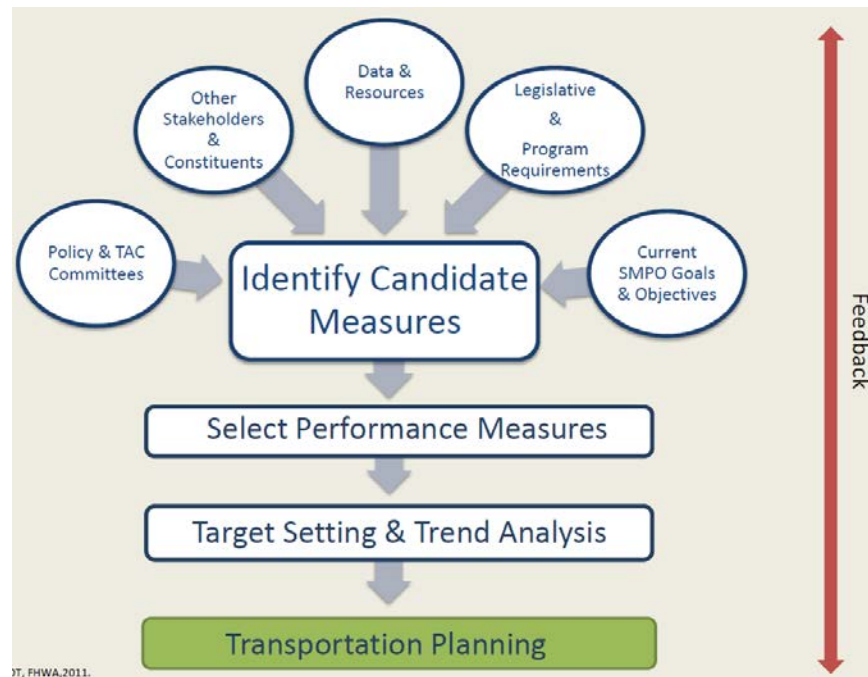 Data &
Resources
Other
Stakeholders
&
Constituents
Legislative
&
Program
Requirements
Policy & TAC
Committees
Identify Candidate
Measures
Current
SMPO Goals
& Objectives
Feedback
Select Performance Measures
Target Setting & Trend Analysis
Transportation Planning
OT, FHWA,2011.